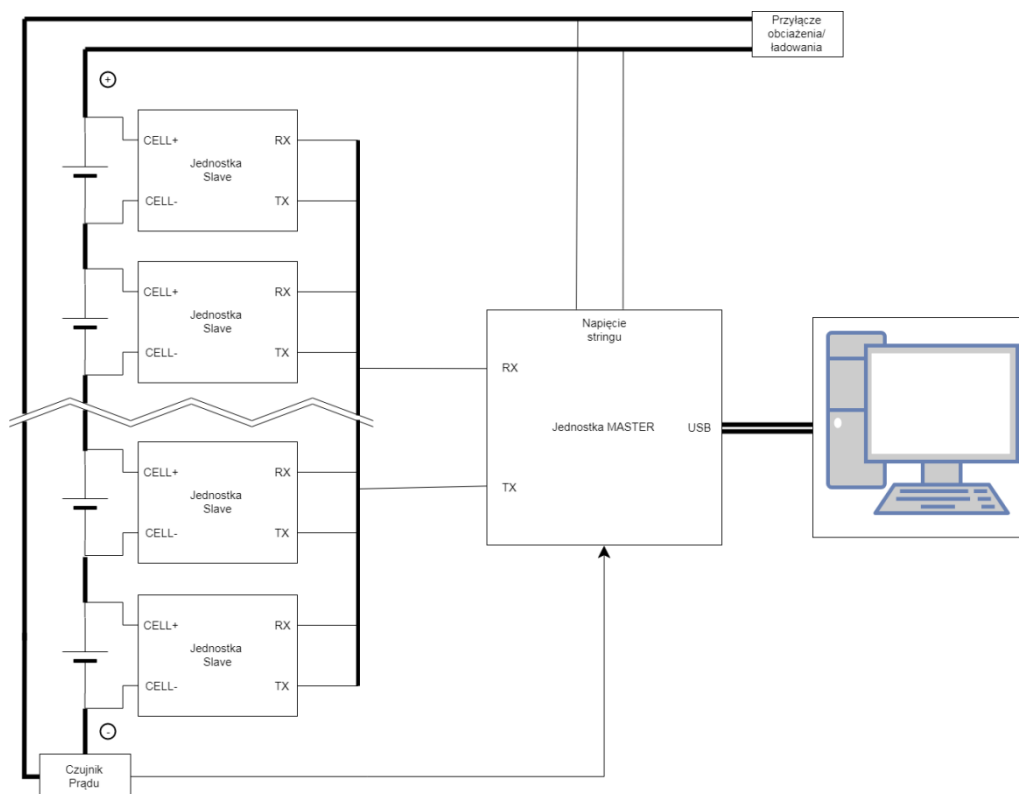 Przyłącze
obciażenia/
ładowania
+
CELL+
RX
Jednostka
Slave
CELL-
TX
CELL+
RX
Jednostka
Slave
CELL-
TX
Napięcie
stringu
RX
Jednostka MASTER
USB
TX
CELL+
RX
Jednostka
Slave
CELL-
TX
CELL+
RX
Jednostka
Slave
CELL-
TX
-
Czujnik
Prądu